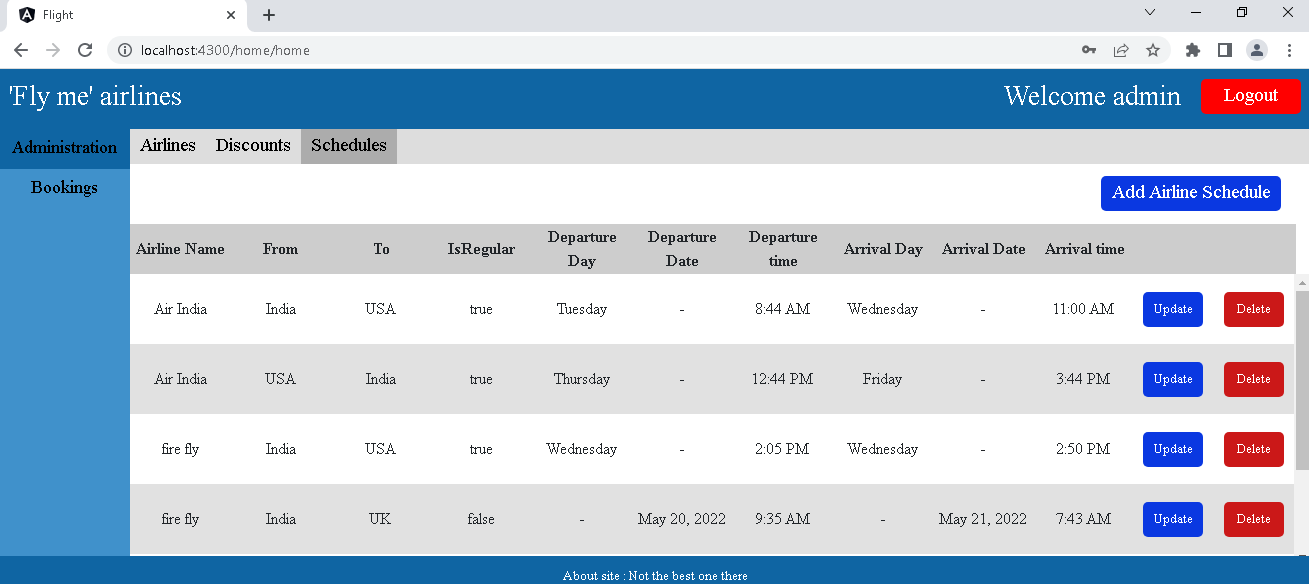 Flight
localhost:4300/home/home
'Fly me' airlines
Welcome admin Logout
Administration Airlines Discounts Schedules
Bookings
Add Airline Schedule
Airline Name From To IsRegular Departure Day Departure Date Departure time Arrival Day Arrival Date Arrival time
Air India India USA true Tuesday - 8:44 AM Wednesday - 11:00 AM Update Delete
Air India USA India true Thursday - 12:44 PM Friday - 3:44 PM Update Delete
fire fly India USA true Wednesday - 2:05 PM Wednesday - 2:50 PM Update Delete
fire fly India UK false - May 20, 2022 9:35 AM - May 21, 2022 7:43 AM Update Delete
About site : Not the best one there